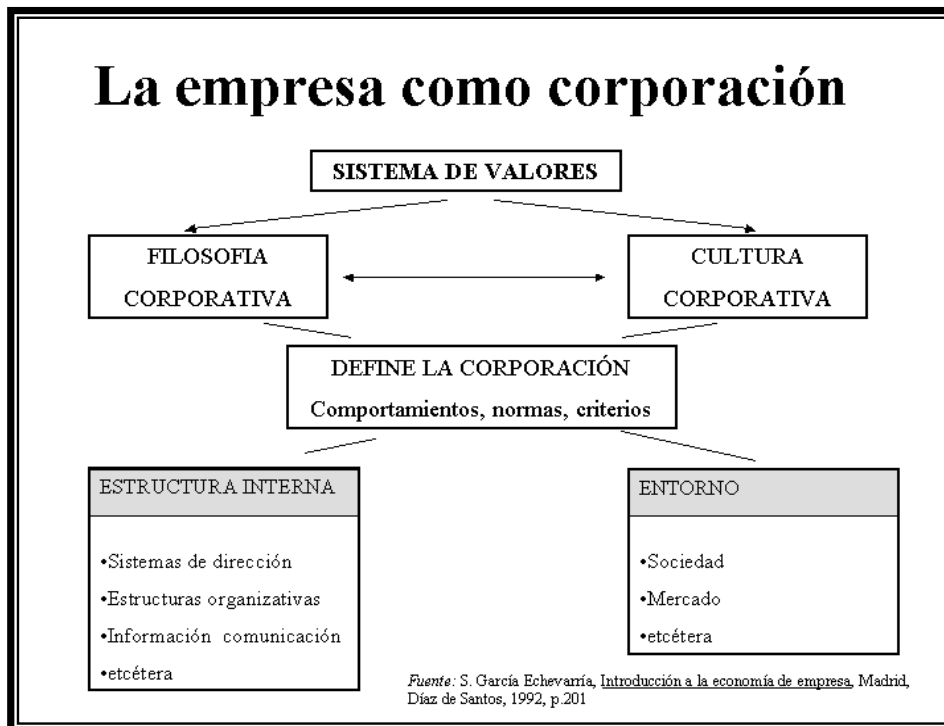 La empresa como corporación
SISTEMA DE VALORES
FILOSOFIA
CORPORATIVA
CULTURA
CORPORATIVA
DEFINE LA CORPORACIÓN
Comportamientos, normas, criterios
ESTRUCTURA INTERNA
•Sistemas de dirección
•Estructuras organizativas
•Información comunicación
•etcétera
ENTORNO
•Sociedad
•Mercado
•etcétera
Fuente: S. García Echevarría, Introducción a la economía de empresa, Madrid,
Díaz de Santos, 1992, p.201